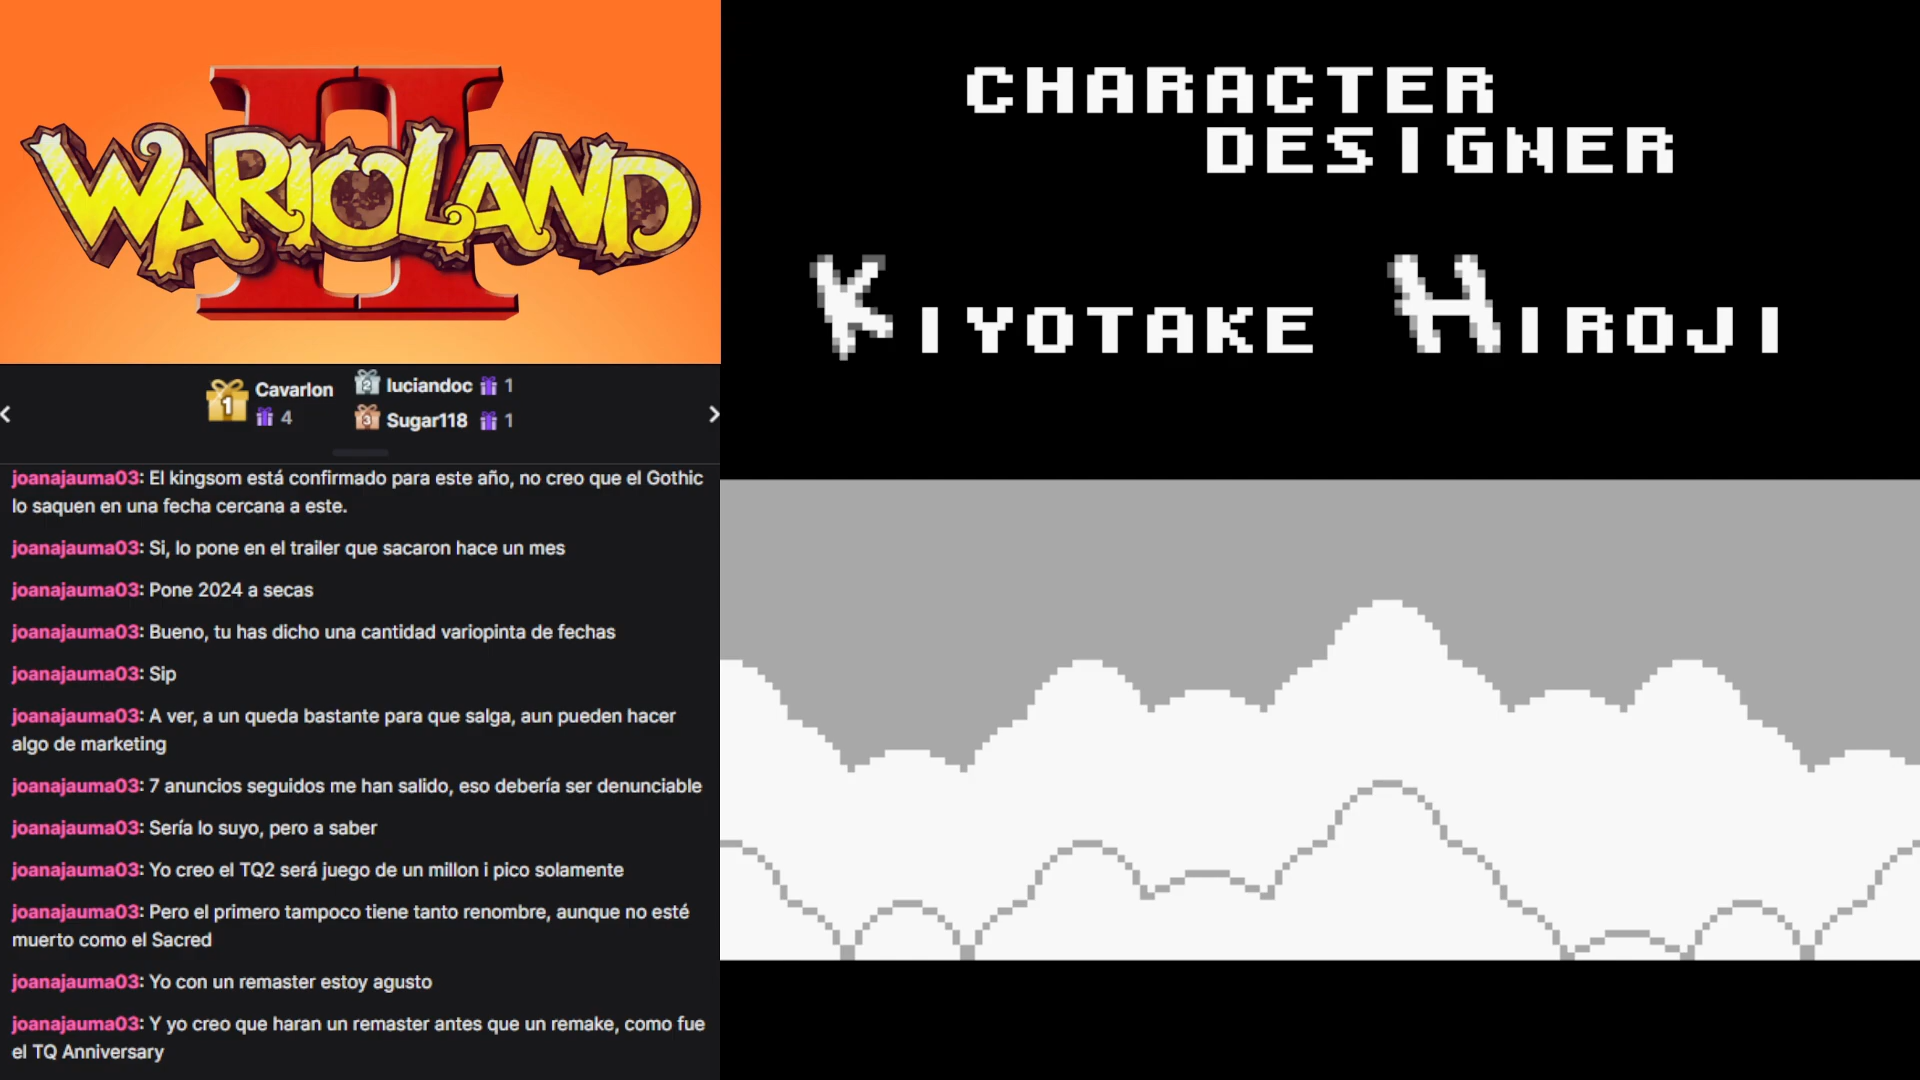 II
WARIOLAND
1 Cavarlon
4
2 luciandoc 1
3 Sugar118 1
joanajauma03: El kingsom está confirmado para este año, no creo que el Gothic
lo saquen en una fecha cercana a este.
joanajauma03: Si, lo pone en el trailer que sacaron hace un mes
joanajauma03: Pone 2024 a secas
joanajauma03: Bueno, tu has dicho una cantidad variopinta de fechas
joanajauma03: Sip
joanajauma03: A ver, a un queda bastante para que salga, aun pueden hacer
algo de marketing
joanajauma03: 7 anuncios seguidos me han salido, eso debería ser denunciable
joanajauma03: Sería lo suyo, pero a saber
joanajauma03: Yo creo el TQ2 será juego de un millon i pico solamente
joanajauma03: Pero el primero tampoco tiene tanto renombre, aunque no esté
muerto como el Sacred
joanajauma03: Yo con un remaster estoy agusto
joanajauma03: Y yo creo que haran un remaster antes que un remake, como fue
el TQ Anniversary
CHARACTER
DESIGNER
KIYOTAKE HIROJI